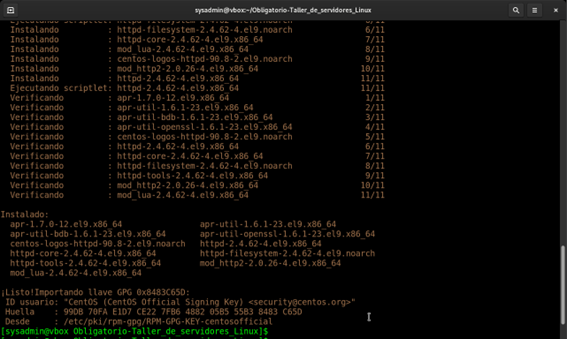 sysadmin@vbox:~/Obligatorio-Taller_de_servidores_Linux
Ejecutando scriptlet: httpd-filesystem-2.4.62-4.el9.noarch 5/11
Instalando : httpd-filesystem-2.4.62-4.el9.noarch 6/11
Instalando : httpd-core-2.4.62-4.el9.x86_64 7/11
Instalando : mod_lua-2.4.62-4.el9.x86_64 8/11
Instalando : centos-logos-httpd-90.8-2.el9.noarch 9/11
Instalando : mod_http2-2.0.26-4.el9.x86_64 10/11
Instalando : httpd-2.4.62-4.el9.x86_64 11/11
Ejecutando scriptlet: httpd-2.4.62-4.el9.x86_64 11/11
Verificando : apr-1.7.0-12.el9.x86_64 1/11
Verificando : apr-util-1.6.1-23.el9.x86_64 2/11
Verificando : apr-util-bdb-1.6.1-23.el9.x86_64 3/11
Verificando : apr-util-openssl-1.6.1-23.el9.x86_64 4/11
Verificando : centos-logos-httpd-90.8-2.el9.noarch 5/11
Verificando : httpd-2.4.62-4.el9.x86_64 6/11
Verificando : httpd-core-2.4.62-4.el9.x86_64 7/11
Verificando : httpd-filesystem-2.4.62-4.el9.noarch 8/11
Verificando : httpd-tools-2.4.62-4.el9.x86_64 9/11
Verificando : mod_http2-2.0.26-4.el9.x86_64 10/11
Verificando : mod_lua-2.4.62-4.el9.x86_64 11/11
Instalado:
apr-1.7.0-12.el9.x86_64 apr-util-1.6.1-23.el9.x86_64
apr-util-bdb-1.6.1-23.el9.x86_64 apr-util-openssl-1.6.1-23.el9.x86_64
centos-logos-httpd-90.8-2.el9.noarch httpd-2.4.62-4.el9.x86_64
httpd-core-2.4.62-4.el9.x86_64 httpd-filesystem-2.4.62-4.el9.noarch
httpd-tools-2.4.62-4.el9.x86_64 mod_http2-2.0.26-4.el9.x86_64
mod_lua-2.4.62-4.el9.x86_64
¡Listo!Importando llave GPG 0x8483C65D:
ID usuario: "CentOS (CentOS Official Signing Key) <security@centos.org>"
Huella : 99DB 70FA E1D7 CE22 7FB6 4882 05B5 55B3 8483 C65D
Desde : /etc/pki/rpm-gpg/RPM-GPG-KEY-centosofficial
[sysadmin@vbox Obligatorio-Taller_de_servidores_Linux]$
[sysadmin@vbox Obligatorio-Taller_de_servidores_Linux]$